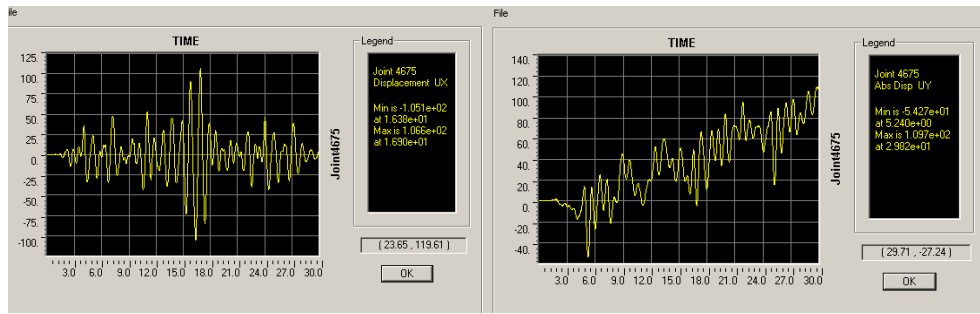 ile
TIME
125.
100.
75.
50.
25.
0.
-25.
-50.
-75.
-100.
3.0 6.0 9.0 12.0 15.0 18.0 21.0 24.0 27.0 30.0
Joint4675
Legend
Joint 4675
Displacement UX
Min is -1.051e+02
at 1.638e+01
Max is 1.066e+02
at 1.690e+01
( 23.65 , 119.61 )
OK
File
TIME
140.
120.
100.
80.
60.
40.
20.
0.
-20.
-40.
3.0 6.0 9.0 12.0 15.0 18.0 21.0 24.0 27.0 30.0
Joint4675
Legend
Joint 4675
Abs Disp UY
Min is -5.427e+01
at 5.240e+00
Max is 1.097e+02
at 2.982e+01
( 29.71 , -27.24 )
OK